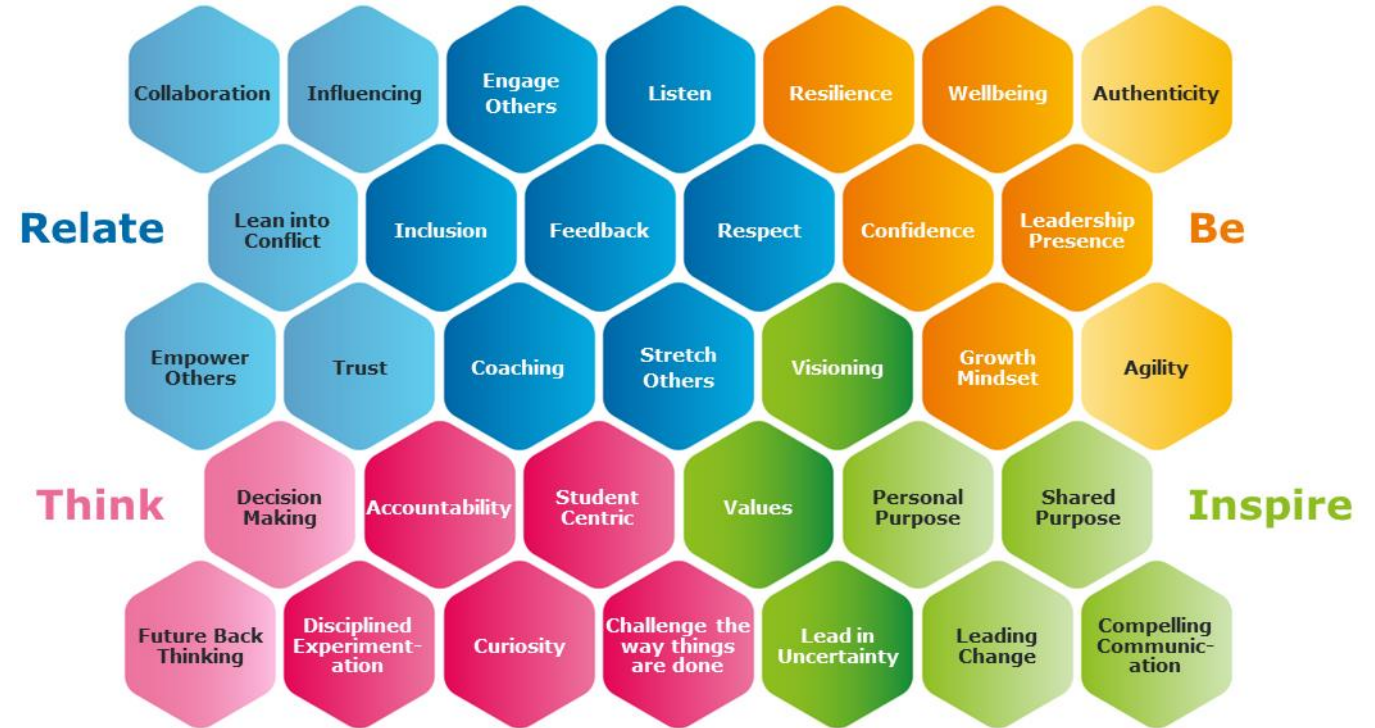 Collaboration
Influencing
Engage
Others
Listen
Resilience
Wellbeing
Authenticity
Relate
Lean into
Conflict
Inclusion
Feedback
Respect
Confidence
Leadership
Presence
Be
Empower
Others
Trust
Coaching
Stretch
Others
Visioning
Growth
Mindset
Agility
Think
Decision
Making
Accountability
Student
Centric
Values
Personal
Purpose
Shared
Purpose
Inspire
Future Back
Thinking
Disciplined
Experiment-
ation
Curiosity
Challenge the
way things
are done
Lead in
Uncertainty
Leading
Change
Compelling
Communic-
ation